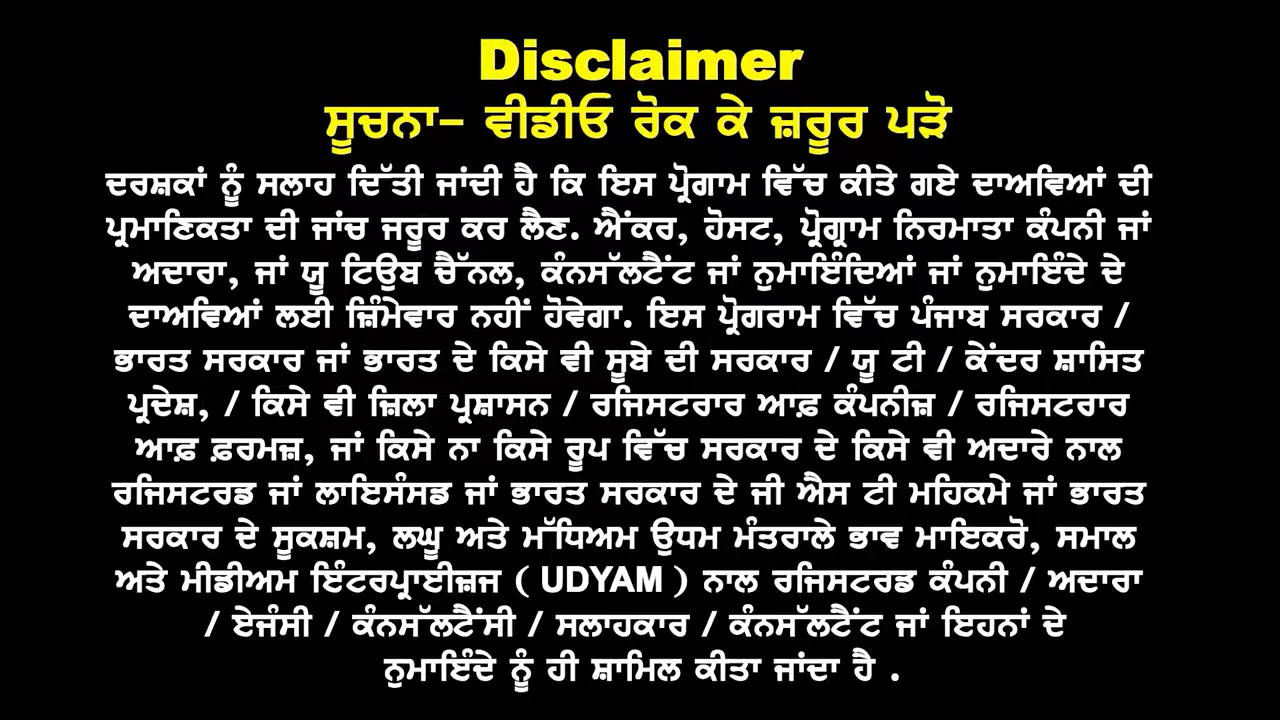 Disclaimer
ਸੂਚਨਾ- ਵੀਡੀਓ ਰੋਕ ਕੇ ਜ਼ਰੂਰ ਪੜੋ
ਦਰਸ਼ਕਾਂ ਨੂੰ ਸਲਾਹ ਦਿੱਤੀ ਜਾਂਦੀ ਹੈ ਕਿ ਇਸ ਪ੍ਰੋਗਾਮ ਵਿੱਚ ਕੀਤੇ ਗਏ ਦਾਅਵਿਆਂ ਦੀ
ਪ੍ਰਮਾਣਿਕਤਾ ਦੀ ਜਾਂਚ ਜਰੂਰ ਕਰ ਲੈਣ. ਐਂਕਰ, ਹੋਸਟ, ਪ੍ਰੋਗ੍ਰਾਮ ਨਿਰਮਾਤਾ ਕੰਪਨੀ ਜਾਂ
ਅਦਾਰਾ, ਜਾਂ ਯੂ ਟਿਉਬ ਚੈੱਨਲ, ਕੰਨਸੱਲਟੈਂਟ ਜਾਂ ਨੁਮਾਇੰਦਿਆਂ ਜਾਂ ਨੁਮਾਇੰਦੇ ਦੇ
ਦਾਅਵਿਆਂ ਲਈ ਜ਼ਿੰਮੇਵਾਰ ਨਹੀਂ ਹੋਵੇਗਾ. ਇਸ ਪ੍ਰੋਗਰਾਮ ਵਿੱਚ ਪੰਜਾਬ ਸਰਕਾਰ /
ਭਾਰਤ ਸਰਕਾਰ ਜਾਂ ਭਾਰਤ ਦੇ ਕਿਸੇ ਵੀ ਸੂਬੇ ਦੀ ਸਰਕਾਰ / ਯੂ ਟੀ / ਕੇਂਦਰ ਸ਼ਾਸਿਤ
ਪ੍ਰਦੇਸ਼, / ਕਿਸੇ ਵੀ ਜ਼ਿਲਾ ਪ੍ਰਸ਼ਾਸਨ / ਰਜਿਸਟਰਾਰ ਆਫ਼ ਕੰਪਨੀਜ਼ / ਰਜਿਸਟਰਾਰ
ਆਫ਼ ਫ਼ਰਮਜ਼, ਜਾਂ ਕਿਸੇ ਨਾ ਕਿਸੇ ਰੂਪ ਵਿੱਚ ਸਰਕਾਰ ਦੇ ਕਿਸੇ ਵੀ ਅਦਾਰੇ ਨਾਲ
ਰਜਿਸਟਰਡ ਜਾਂ ਲਾਇਸੰਸਡ ਜਾਂ ਭਾਰਤ ਸਰਕਾਰ ਦੇ ਜੀ ਐਸ ਟੀ ਮਹਿਕਮੇ ਜਾਂ ਭਾਰਤ
ਸਰਕਾਰ ਦੇ ਸੂਕਸ਼ਮ, ਲਘੂ ਅਤੇ ਮੱਧਿਅਮ ਉਧਮ ਮੰਤਰਾਲੇ ਭਾਵ ਮਾਇਕਰੋ, ਸਮਾਲ
ਅਤੇ ਮੀਡੀਅਮ ਇੰਟਰਪ੍ਰਾਈਜ਼ਜ ( UDYAM ) ਨਾਲ ਰਜਿਸਟਰਡ ਕੰਪਨੀ / ਅਦਾਰਾ
/ ਏਜੰਸੀ / ਕੰਨਸੱਲਟੈਂਸੀ / ਸਲਾਹਕਾਰ / ਕੰਨਸੱਲਟੈਂਟ ਜਾਂ ਇਹਨਾਂ ਦੇ
ਨੁਮਾਇੰਦੇ ਨੂੰ ਹੀ ਸ਼ਾਮਿਲ ਕੀਤਾ ਜਾਂਦਾ ਹੈ .